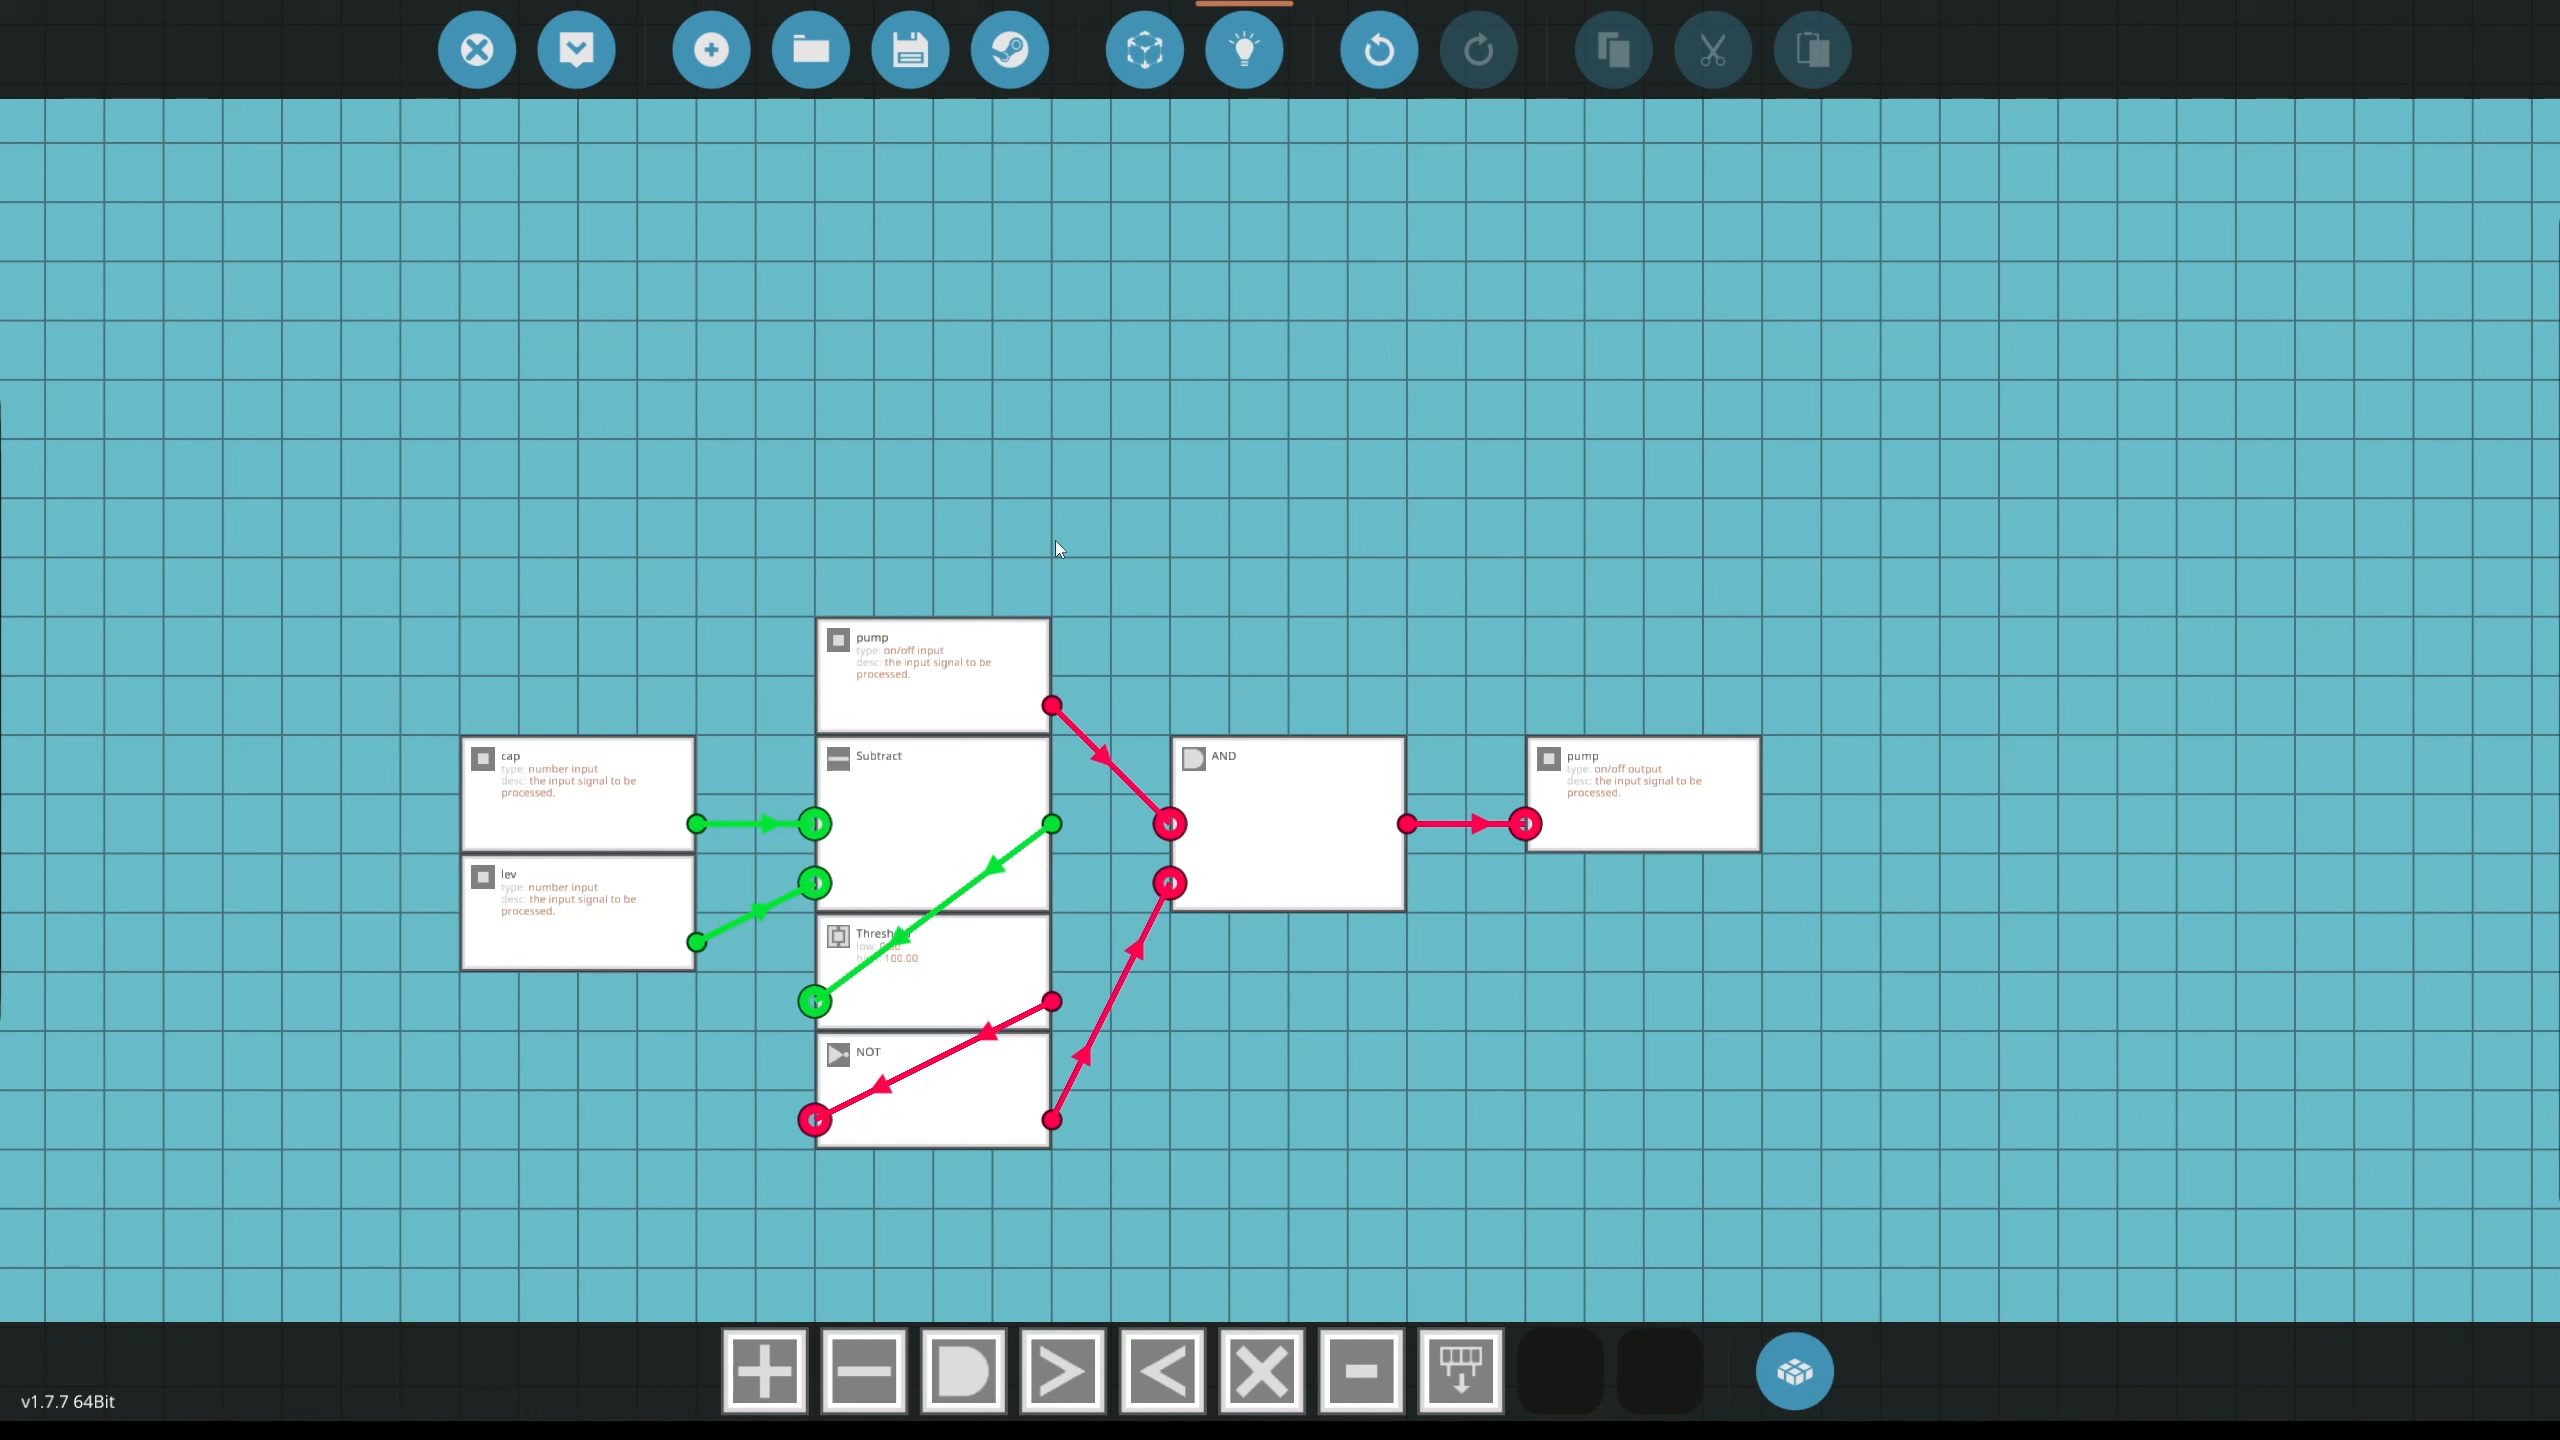 pump
type: on/off input
desc: the input signal to be
processed.
cap
type: number input
desc: the input signal to be
processed.
Subtract
AND
pump
type: on/off output
desc: the input signal to be
processed.
lev
type: number input
desc: the input signal to be
processed.
low:
100.00
NOT
v1.7.7 64Bit